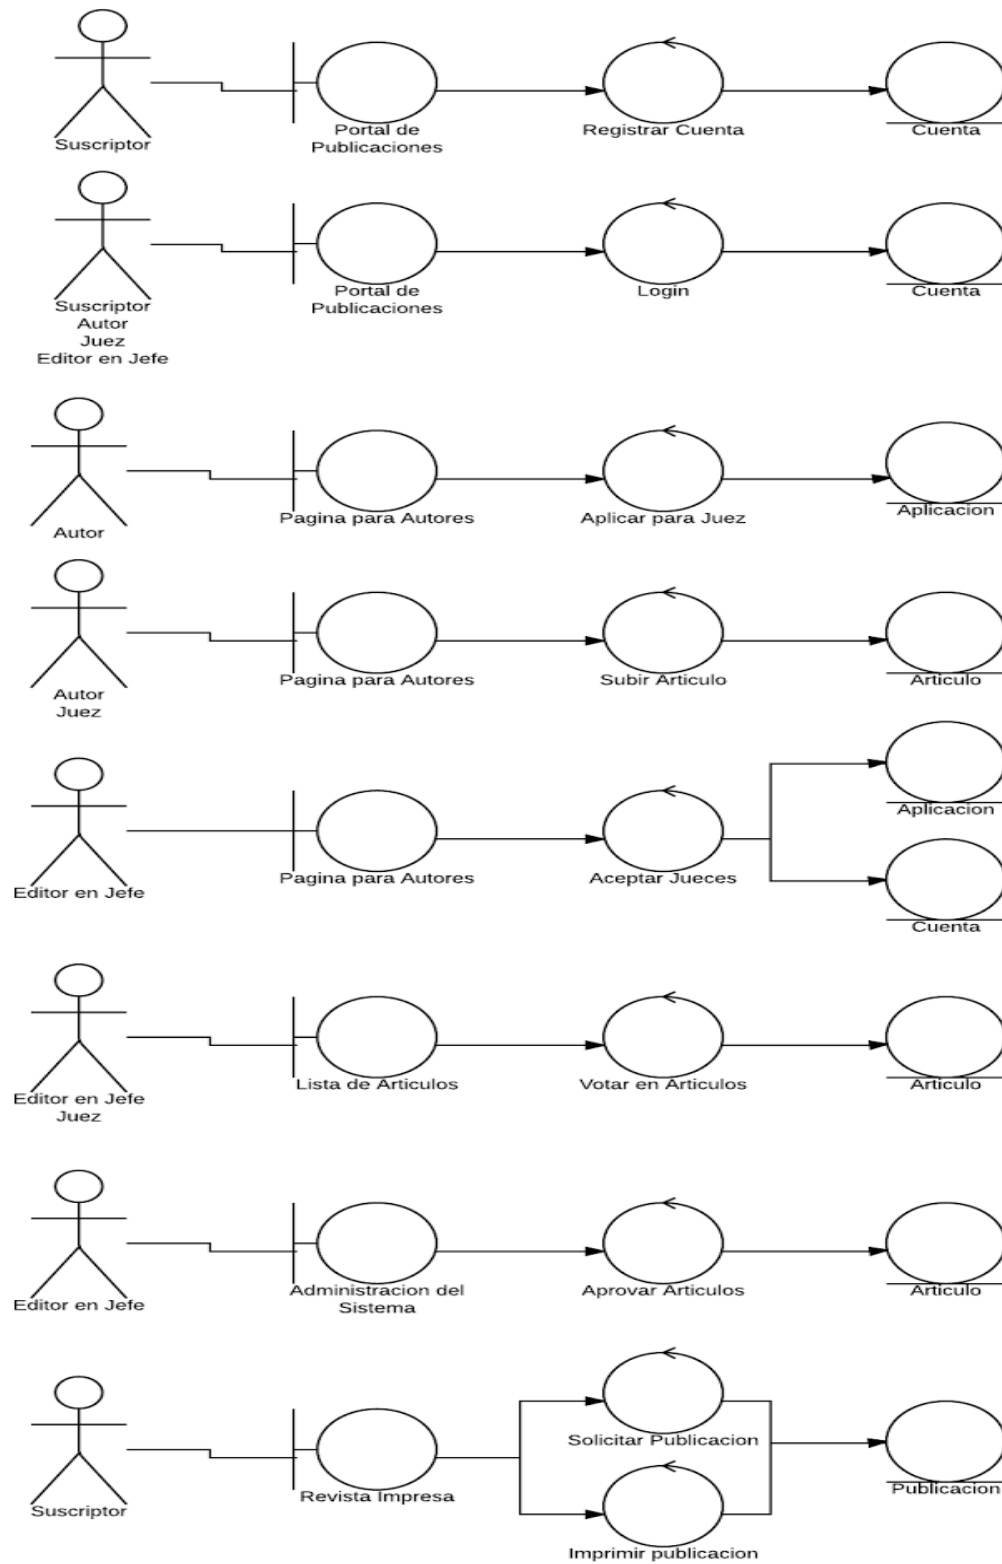 Suscriptor
Portal de
Publicaciones
Registrar Cuenta
Cuenta
Suscriptor
Autor
Juez
Editor en Jefe
Portal de
Publicaciones
Login
Cuenta
Autor
Pagina para Autores
Aplicar para Juez
Aplicacion
Autor
Juez
Pagina para Autores
Subir Articulo
Articulo
Editor en Jefe
Pagina para Autores
Aceptar Jueces
Aplicacion
Cuenta
Editor en Jefe
Juez
Lista de Articulos
Votar en Articulos
Articulo
Editor en Jefe
Administracion del
Sistema
Aprovar Articulos
Articulo
Suscriptor
Revista Impresa
Solicitar Publicacion
Imprimir publicacion
Publicacion